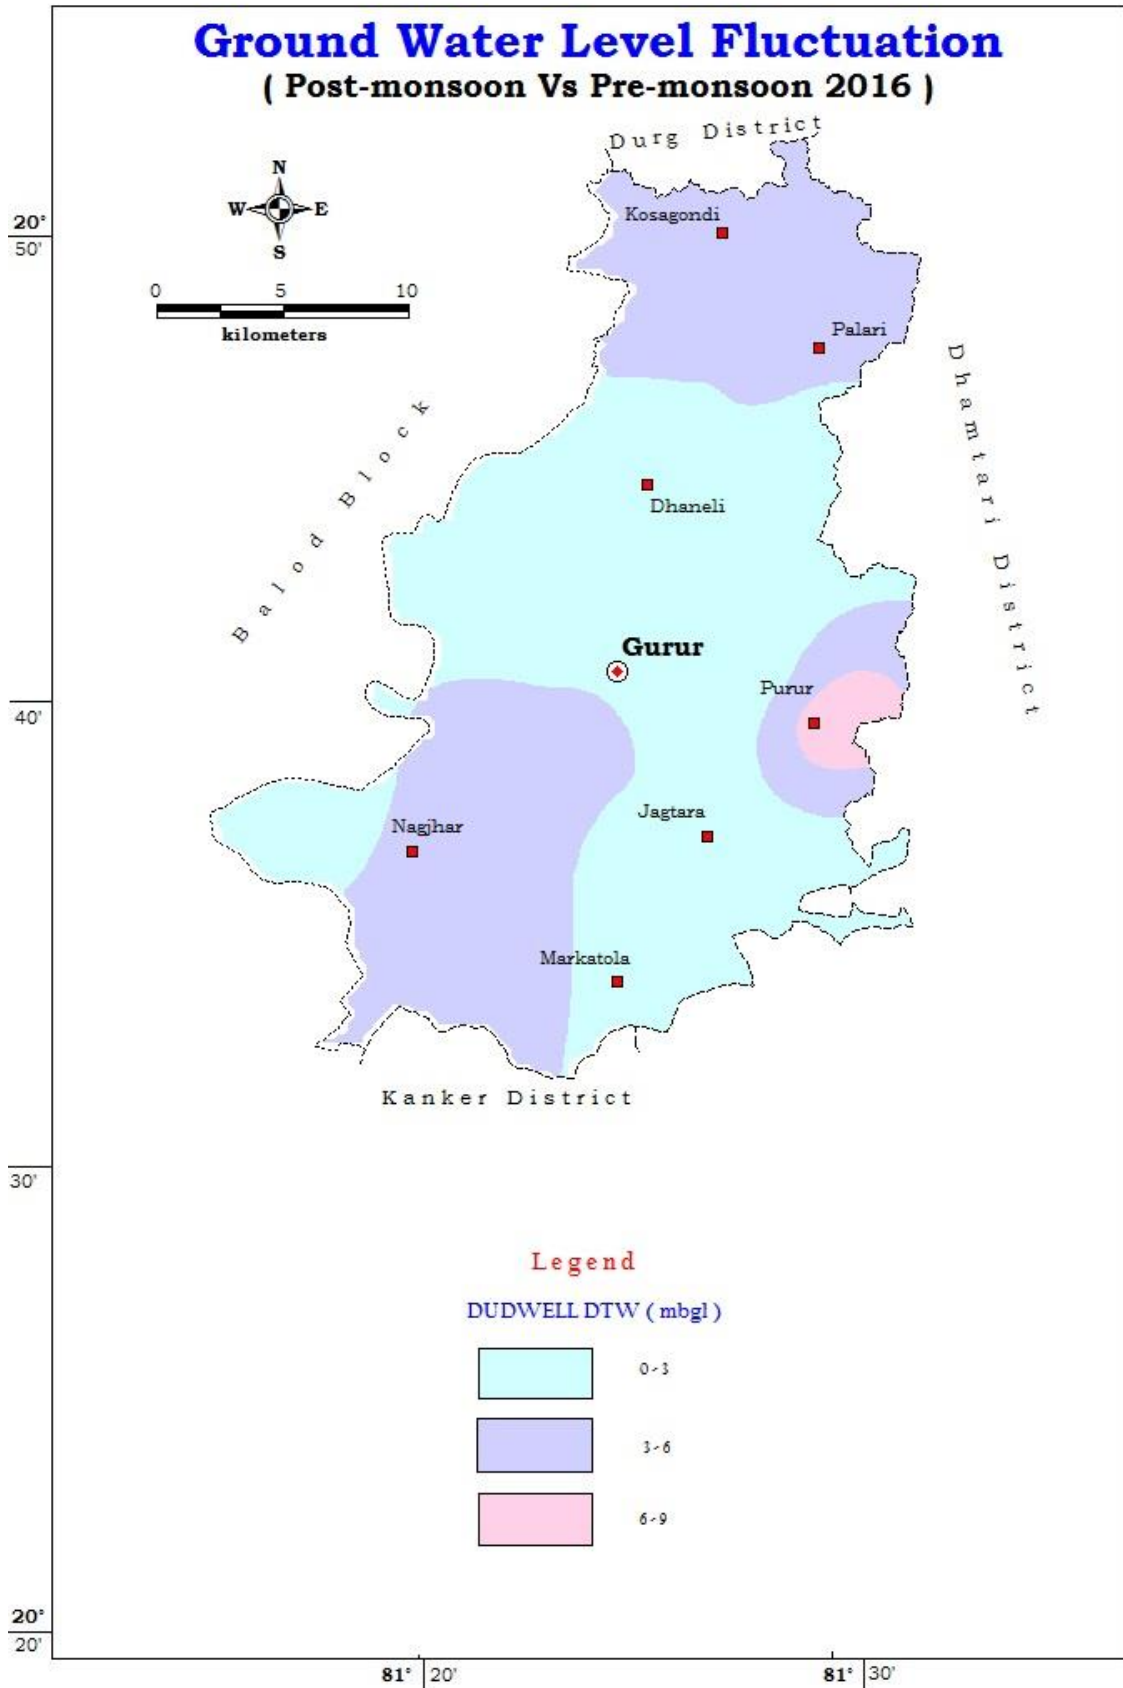 Ground Water Level Fluctuation
( Post-monsoon Vs Pre-monsoon 2016 )
Durg District
N
W E
S
20°
50'
Kosagondi
0 5 10
kilometers
Palari
Dhamtari District
Balod Block
Dhaneli
Gurur
Purur
40'
Jagtara
Nagjhar
Markatola
Kanker District
30'
Legend
DUDWELL DTW ( mbgl )
0-3
3-6
6-9
20°
20'
81° 20'
81° 30'